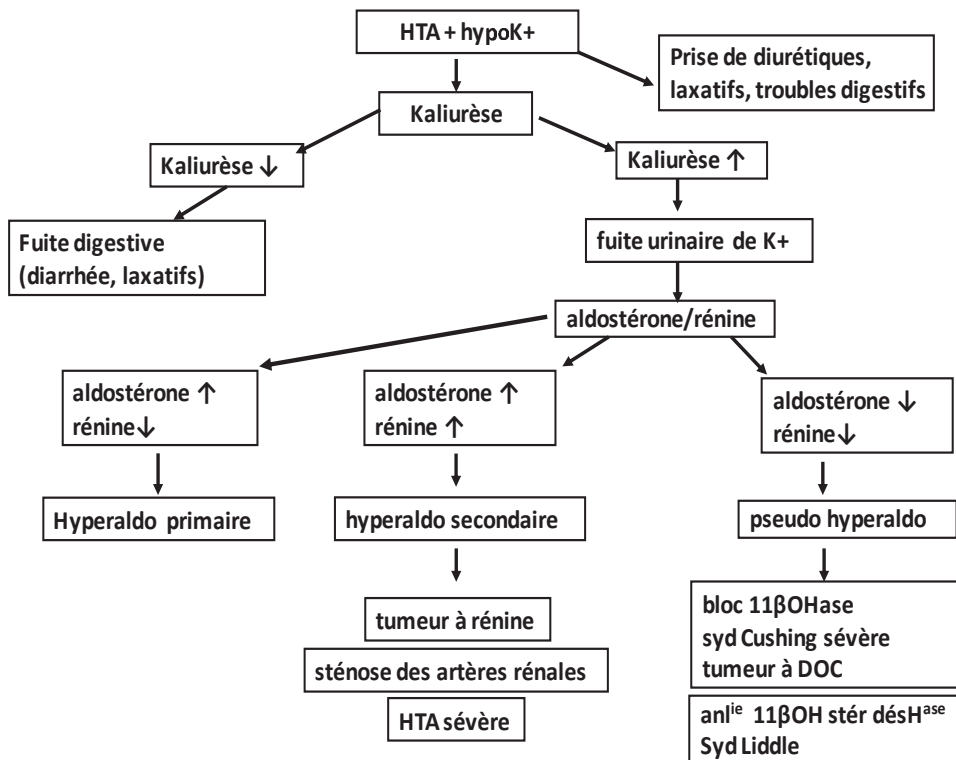 HTA + hypoK+
Prise de diurétiques,
laxatifs, troubles digestifs
Kaliurèse
Kaliurèse ↓
Kaliurèse ↑
Fuite digestive
(diarrhée, laxatifs)
fuite urinaire de K+
aldostérone/rénine
aldostérone ↑
rénine↓
aldostérone ↑
rénine ↑
aldostérone ↓
rénine↓
Hyperaldo primaire
hyperaldo secondaire
pseudo hyperaldo
tumeur à rénine
sténose des artères rénales
HTA sévère
bloc 11βOHase
syd Cushing sévère
tumeur à DOC
anlⁱᵉ 11βOH stér désHᵃˢᵉ
Syd Liddle